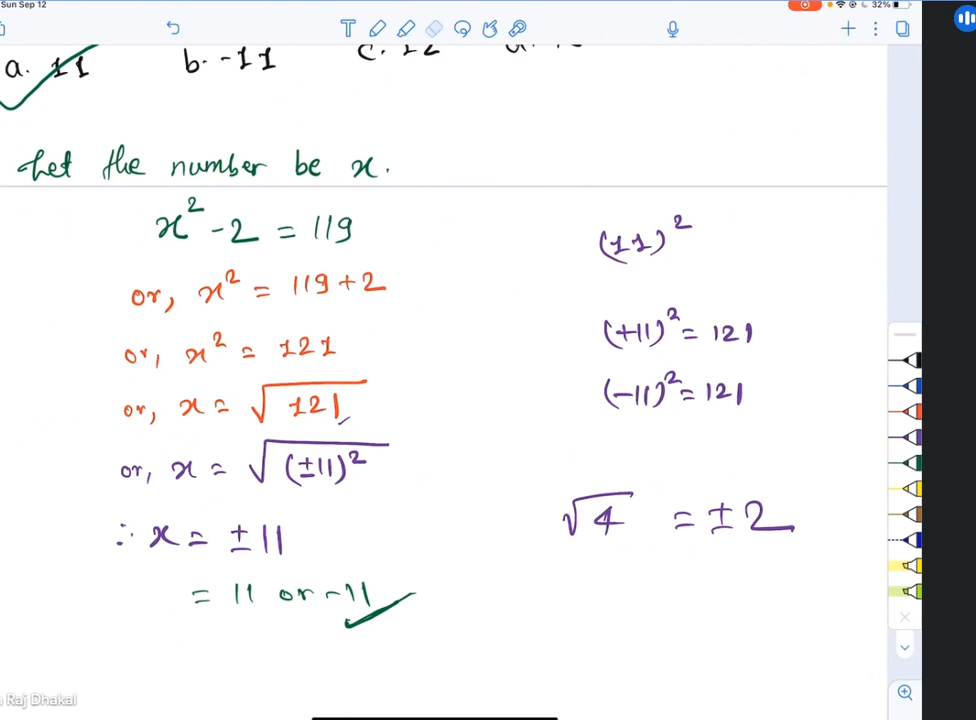 Sun Sep 12
32%
T
a. 11 b. -11 c. 12
Let the number be x.
x² - 2 = 119
or, x² = 119 + 2
or, x² = 121
or, x = √121
or, x = √(±11)²
∴ x = ±11
= 11 or -11
(11)²
(+11)² = 121
(-11)² = 121
√4 = ±2
Raj Dhakal